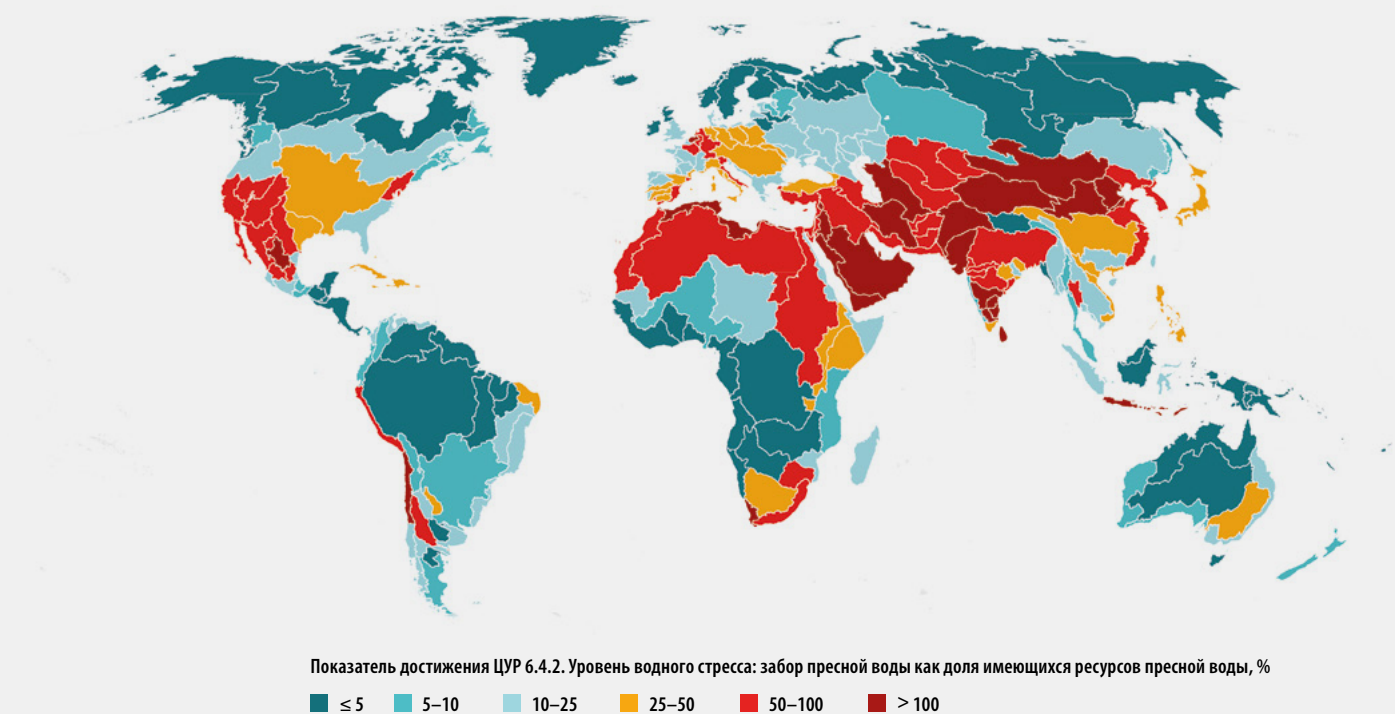 Показатель достижения ЦУР 6.4.2. Уровень водного стресса: забор пресной воды как доля имеющихся ресурсов пресной воды, %
≤ 5 5–10 10–25 25–50 50–100 > 100